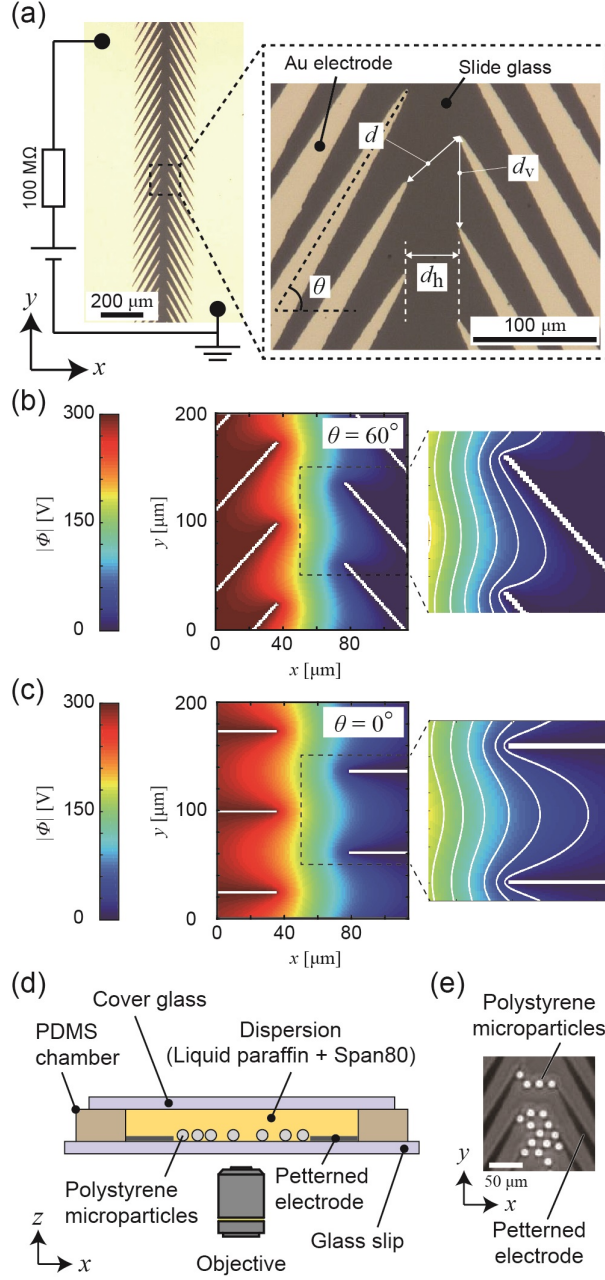 (a)
Au electrode
Slide glass
100 MΩ
d
dv
dh
θ
200 μm
100 μm
y
x
(b)
300
150
0
|Φ| [V]
200
100
0
y [μm]
θ = 60°
0 40 80
x [μm]
(c)
300
150
0
|Φ| [V]
200
100
0
y [μm]
θ = 0°
0 40 80
x [μm]
(d)
Cover glass
PDMS
chamber
Dispersion
(Liquid paraffin + Span80)
Polystyrene
microparticles
Petterned
electrode
Glass slip
Objective
z
x
(e)
Polystyrene
microparticles
50 μm
y
x
Petterned
electrode